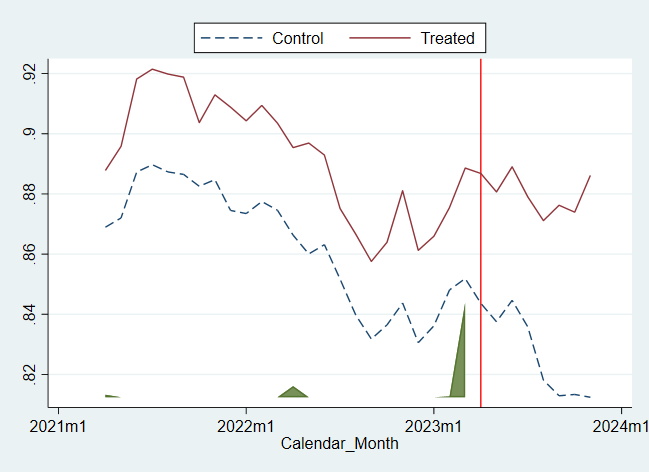 Control Treated
.92
.9
.88
.86
.84
.82
2021m1 2022m1 2023m1 2024m1
Calendar_Month